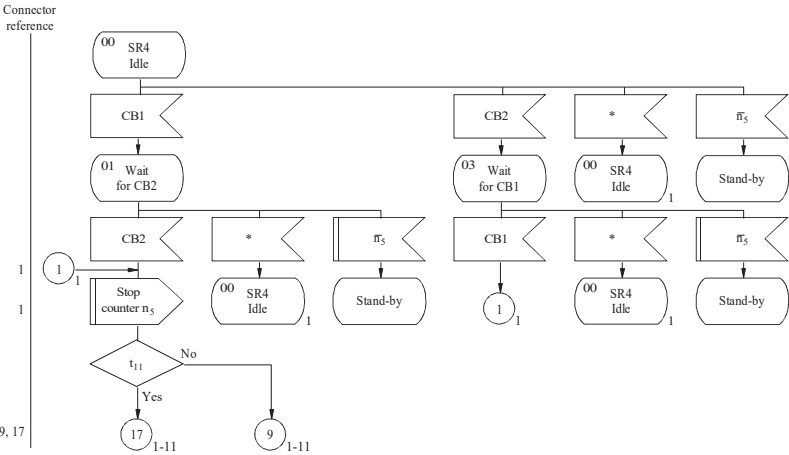 Connector
reference
00 SR4
Idle
CB1
CB2
*
n̅5
01 Wait
for CB2
03 Wait
for CB1
00 SR4
Idle
1
Stand-by
CB2
*
n̅5
CB1
*
n̅5
1
1
1
Stop
counter n5
00 SR4
Idle
1
Stand-by
1
1
00 SR4
Idle
1
Stand-by
1
t11
No
Yes
9, 17
17
1-11
9
1-11